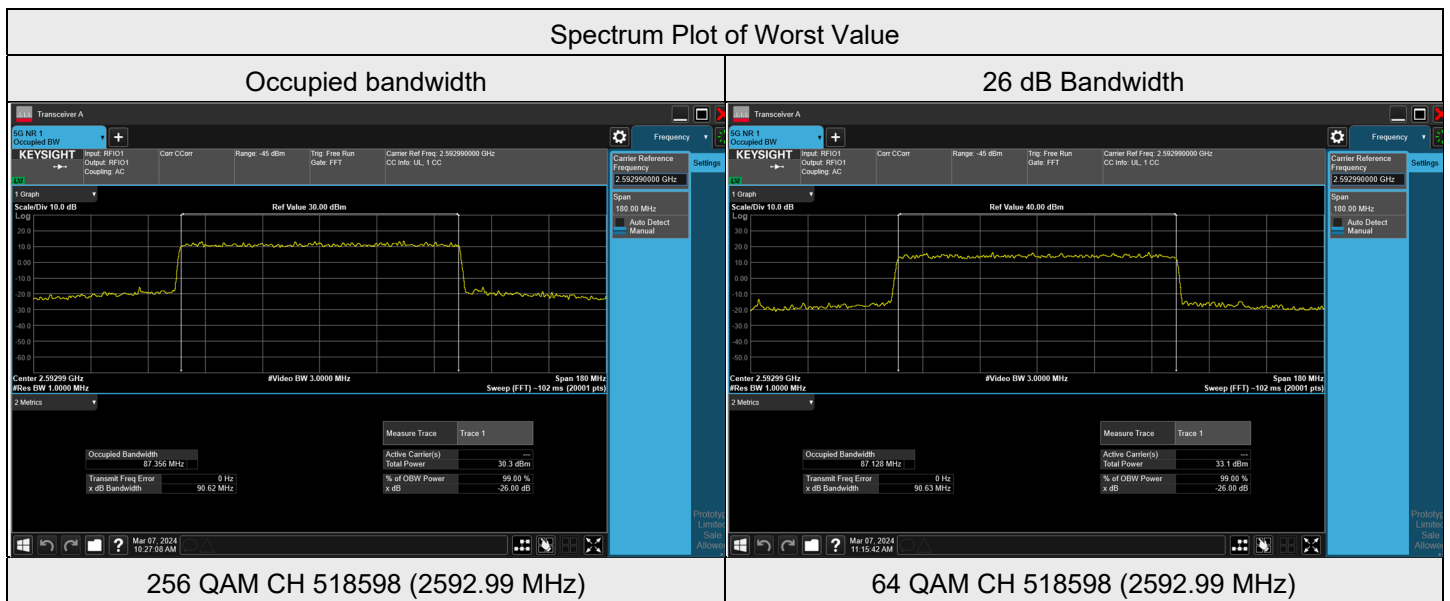 Spectrum Plot of Worst Value
Occupied bandwidth
26 dB Bandwidth
Transceiver A
5G NR 1
Occupied BW
+
Frequency
KEYSIGHT
Input: RFIO1
Output: RFIO1
Coupling: AC
Corr CCorr
Range: -45 dBm
Trig: Free Run
Gate: FFT
Carrier Ref Freq: 2.592990000 GHz
CC Info: UL, 1 CC
LXI
Carrier Reference
Frequency
2.592990000 GHz
Settings
Span
180.00 MHz
Auto Detect
Manual
1 Graph
Scale/Div 10.0 dB
Ref Value 30.00 dBm
Log
20.0
10.0
0.00
-10.0
-20.0
-30.0
-40.0
-50.0
-60.0
Center 2.59299 GHz
#Video BW 3.0000 MHz
Span 180 MHz
#Res BW 1.0000 MHz
Sweep (FFT) ~102 ms (20001 pts)
2 Metrics
Measure Trace Trace 1
Occupied Bandwidth
87.356 MHz
Active Carrier(s) ---
Total Power 30.3 dBm
Transmit Freq Error 0 Hz
x dB Bandwidth 90.62 MHz
% of OBW Power 99.00 %
x dB -26.00 dB
?
Mar 07, 2024
10:27:08 AM
Transceiver A
5G NR 1
Occupied BW
+
Frequency
KEYSIGHT
Input: RFIO1
Output: RFIO1
Coupling: AC
Corr CCorr
Range: -45 dBm
Trig: Free Run
Gate: FFT
Carrier Ref Freq: 2.592990000 GHz
CC Info: UL, 1 CC
LXI
Carrier Reference
Frequency
2.592990000 GHz
Settings
Span
180.00 MHz
Auto Detect
Manual
1 Graph
Scale/Div 10.0 dB
Ref Value 40.00 dBm
Log
30.0
20.0
10.0
0.00
-10.0
-20.0
-30.0
-40.0
-50.0
Center 2.59299 GHz
#Video BW 3.0000 MHz
Span 180 MHz
#Res BW 1.0000 MHz
Sweep (FFT) ~102 ms (20001 pts)
2 Metrics
Measure Trace Trace 1
Occupied Bandwidth
87.128 MHz
Active Carrier(s) ---
Total Power 33.1 dBm
Transmit Freq Error 0 Hz
x dB Bandwidth 90.63 MHz
% of OBW Power 99.00 %
x dB -26.00 dB
?
Mar 07, 2024
11:15:42 AM
256 QAM CH 518598 (2592.99 MHz)
64 QAM CH 518598 (2592.99 MHz)